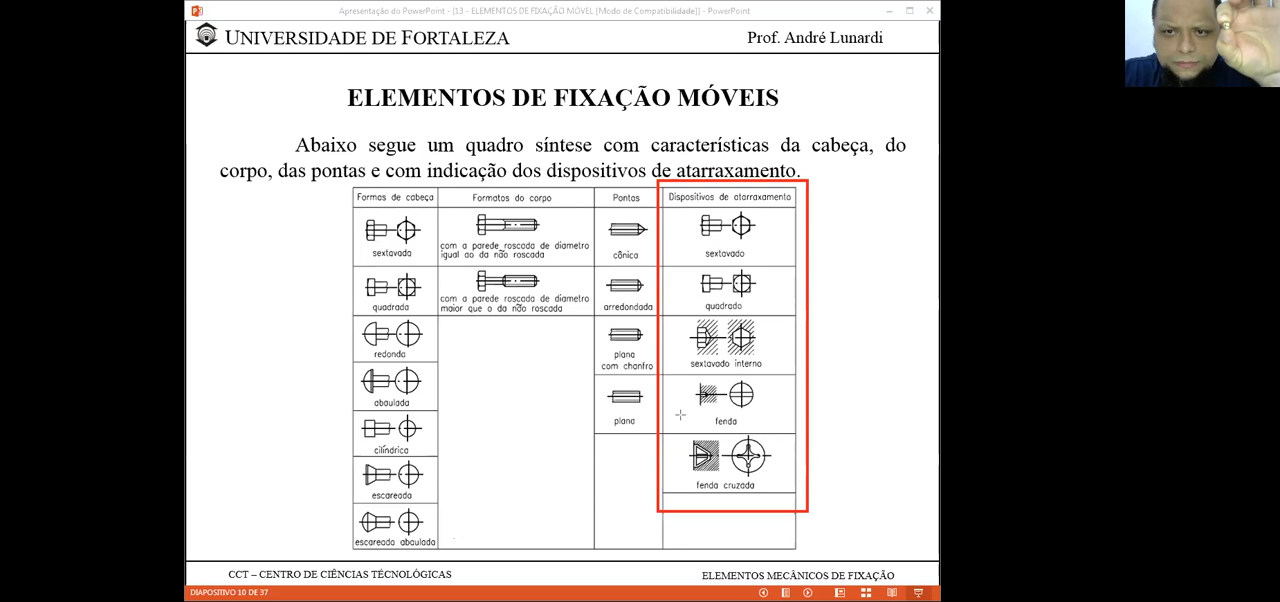 Apresentação do PowerPoint - [13 - ELEMENTOS DE FIXAÇÃO MÓVEL [Modo de Compatibilidade]] - PowerPoint
UNIVERSIDADE DE FORTALEZA
Prof. André Lunardi
ELEMENTOS DE FIXAÇÃO MÓVEIS
Abaixo segue um quadro síntese com características da cabeça, do
corpo, das pontas e com indicação dos dispositivos de atarraxamento.
Formas de cabeça
Formatos do corpo
Pontas
Dispositivos de atarraxamento
sextavada
com a parede roscada de diametro
igual ao da não roscada
cônica
sextavado
quadrada
com a parede roscada de diametro
maior que o da não roscada
arredondada
quadrado
redonda
plana
com chanfro
sextavado interno
abaulada
plana
fenda
cilíndrica
escareada
fenda cruzada
escareada abaulada
CCT – CENTRO DE CIÊNCIAS TÉCNOLÓGICAS
ELEMENTOS MECÂNICOS DE FIXAÇÃO
DIAPOSITIVO 10 DE 37